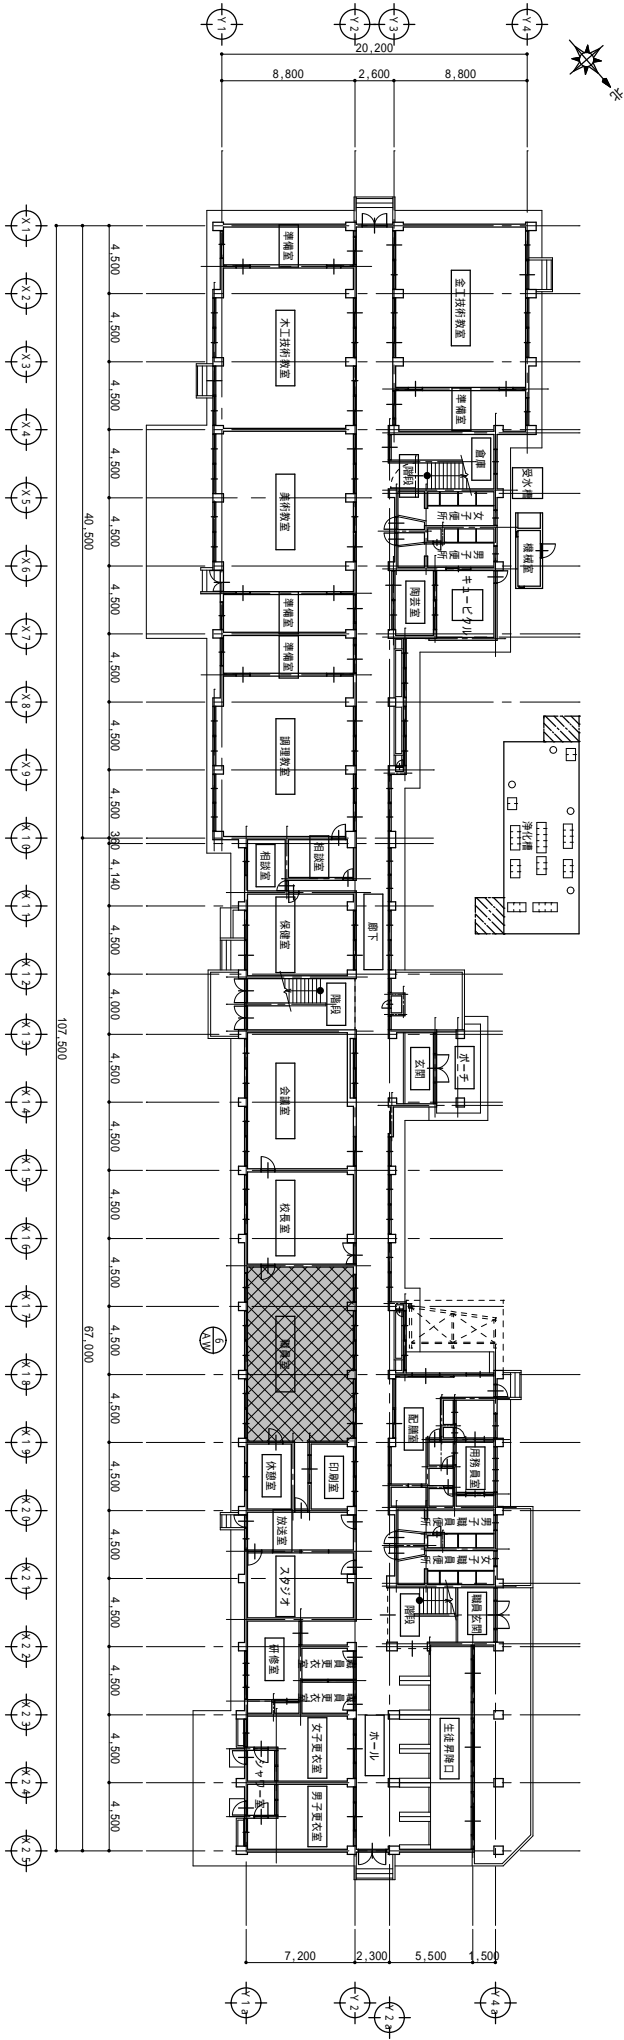 Y1
Y2
Y3
Y4
20,200
8,800
2,600
8,800
北
X1
X2
X3
X4
X5
X6
X7
X8
X9
X10
X11
X12
X13
X14
X15
X16
X17
X18
X19
X20
X21
X22
X23
X24
X25
107,500
40,500
67,000
4,500
4,500
4,500
4,500
4,500
4,500
4,500
4,500
4,500
360
4,140
4,500
4,000
4,500
4,500
4,500
4,500
4,500
4,500
4,500
4,500
4,500
4,500
4,500
4,500
準備室
木工技術教室
金工技術教室
準備室
美術教室
倉庫
階段
受水槽
女子便所
男子便所
機械室
準備室
準備室
陶芸室
キュービクル
調理教室
浄化槽
相談室
相談室
保健室
廊下
階段
会議室
玄関
ポーチ
校長室
職員室
6
AW
配膳室
用務員室
休憩室
印刷室
放送室
男子職員便所
女子職員便所
スタジオ
階段
職員玄関
研修室
職員更衣室
職員更衣室
女子更衣室
シャワー室
男子更衣室
ホール
生徒昇降口
7,200
2,300
5,500
1,500
Y1a
Y2
Y2a
Y4a